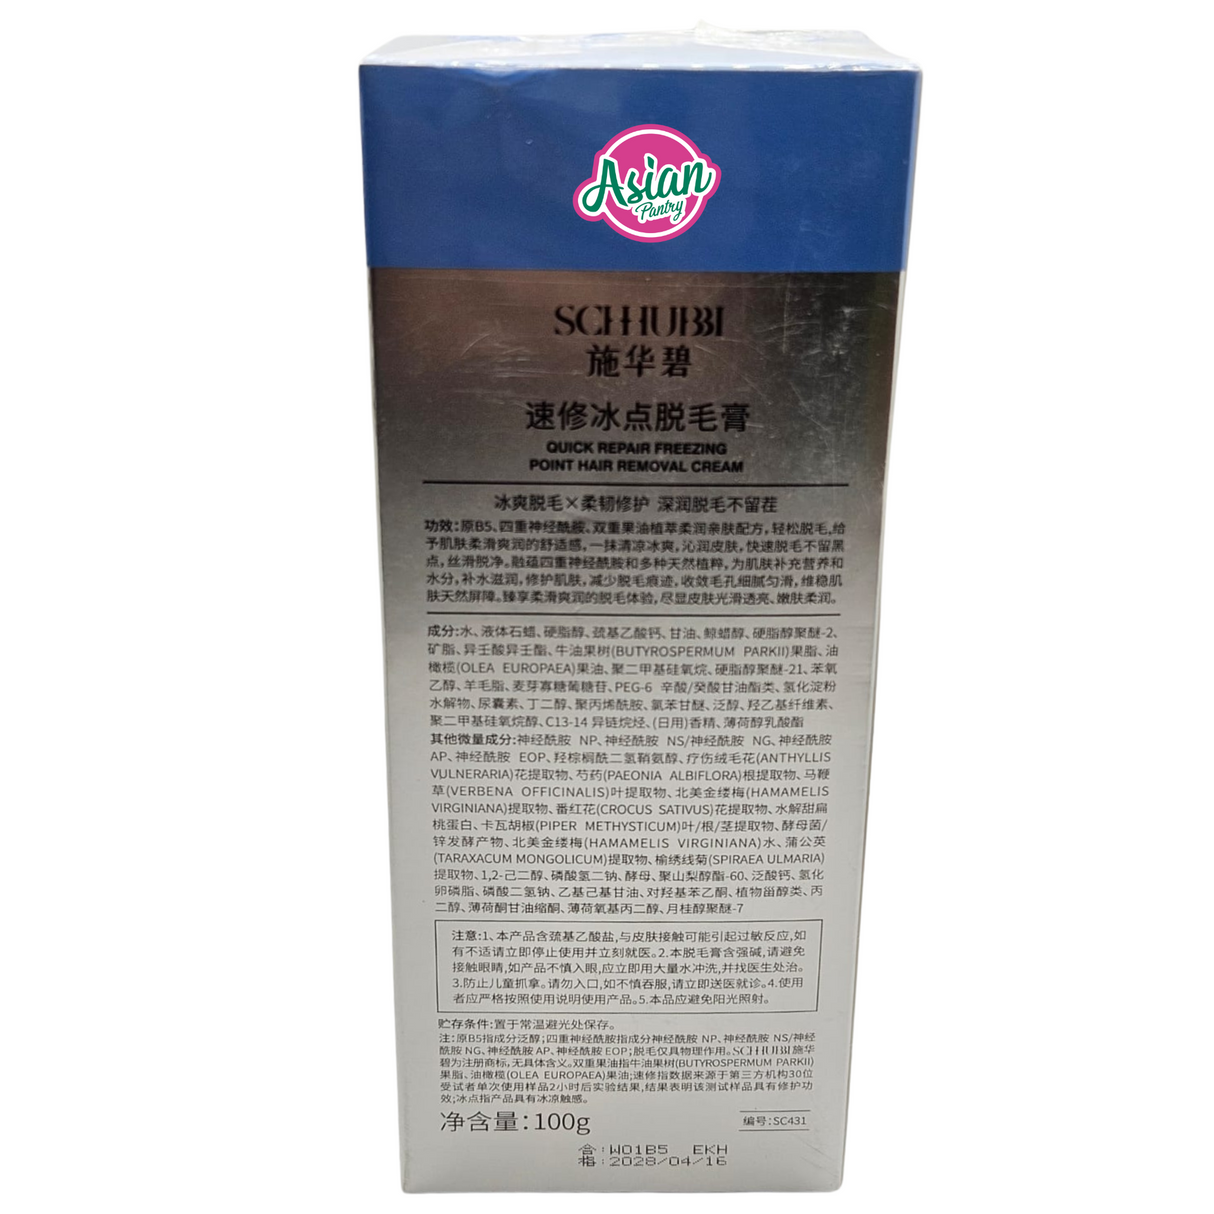 Asian
Pantry
SCHHUBBI
施华碧
速修冰点脱毛膏
QUICK REPAIR FREEZING
POINT HAIR REMOVAL CREAM
冰爽脱毛×柔韧修护 深润脱毛不留茬
功效:原B5、四重神经酰胺、双重果油植萃柔润亲肤配方,轻松脱毛,给
予肌肤柔滑爽润的舒适感,一抹清凉冰爽,沁润皮肤,快速脱毛不留黑
点,丝滑脱净。融蕴四重神经酰胺和多种天然植粹,为肌肤补充营养和
水分,补水滋润,修护肌肤,减少脱毛痕迹,收敛毛孔细腻匀滑,维稳肌
肤天然屏障。臻享柔滑爽润的脱毛体验,尽显皮肤光滑透亮、嫩肤柔润。
成分:水、液体石蜡、硬脂醇、巯基乙酸钙、甘油、鲸蜡醇、硬脂醇聚醚-2、
矿脂、异壬酸异壬酯、牛油果树(BUTYROSPERMUM PARKII)果脂、油
橄榄(OLEA EUROPAEA)果油、聚二甲基硅氧烷、硬脂醇聚醚-21、苯氧
乙醇、羊毛脂、麦芽寡糖葡糖苷、PEG-6 辛酸/癸酸甘油酯类、氢化淀粉
水解物、尿囊素、丁二醇、聚丙烯酰胺、氯苯甘醚、泛醇、羟乙基纤维素、
聚二甲基硅氧烷醇、C13-14 异链烷烃、(日用)香精、薄荷醇乳酸酯
其他微量成分:神经酰胺 NP、神经酰胺 NS/神经酰胺 NG、神经酰胺
AP、神经酰胺 EOP、羟棕榈酰二氢鞘氨醇、疗伤绒毛花(ANTHYLLIS
VULNERARIA)花提取物、芍药(PAEONIA ALBIFLORA)根提取物、马鞭
草(VERBENA OFFICINALIS)叶提取物、北美金缕梅(HAMAMELIS
VIRGINIANA)提取物、番红花(CROCUS SATIVUS)花提取物、水解甜扁
桃蛋白、卡瓦胡椒(PIPER METHYSTICUM)叶/根/茎提取物、酵母菌/
锌发酵产物、北美金缕梅(HAMAMELIS VIRGINIANA)水、蒲公英
(TARAXACUM MONGOLICUM)提取物、榆绣线菊(SPIRAEA ULMARIA)
提取物、1,2-己二醇、磷酸氢二钠、酵母、聚山梨醇酯-60、泛酸钙、氢化
卵磷脂、磷酸二氢钠、乙基己基甘油、对羟基苯乙酮、植物甾醇类、丙
二醇、薄荷酮甘油缩酮、薄荷氧基丙二醇、月桂醇聚醚-7
注意:1、本产品含巯基乙酸盐,与皮肤接触可能引起过敏反应,如
有不适请立即停止使用并立刻就医。2.本脱毛膏含强碱,请避免
接触眼睛,如产品不慎入眼,应立即用大量水冲洗,并找医生处治。
3.防止儿童抓拿。请勿入口,如不慎吞服,请立即送医就诊。4.使用
者应严格按照使用说明使用产品。5.本品应避免阳光照射。
贮存条件:置于常温避光处保存。
注:原B5指成分泛醇;四重神经酰胺指成分神经酰胺 NP、神经酰胺 NS/神经
酰胺 NG、神经酰胺 AP、神经酰胺 EOP;脱毛仅具物理作用。SCHHUBBI施华
碧为注册商标,无具体含义。双重果油指牛油果树(BUTYROSPERMUM PARKII)
果脂、油橄榄(OLEA EUROPAEA)果油;速修指数据来源于第三方机构30位
受试者单次使用样品2小时后实验结果,结果表明该测试样品具有修护功
效;冰点指产品具有冰凉触感。
净含量:100g
编号:SC431
合:W01B5 EKH
格:2028/04/16